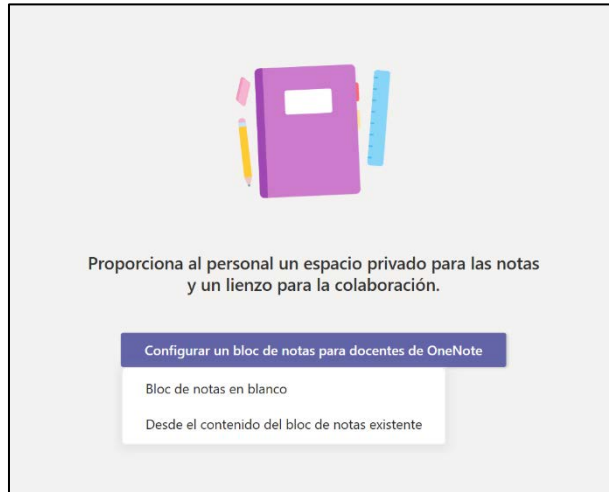 Proporciona al personal un espacio privado para las notas
y un lienzo para la colaboración.
Configurar un bloc de notas para docentes de OneNote
Bloc de notas en blanco
Desde el contenido del bloc de notas existente